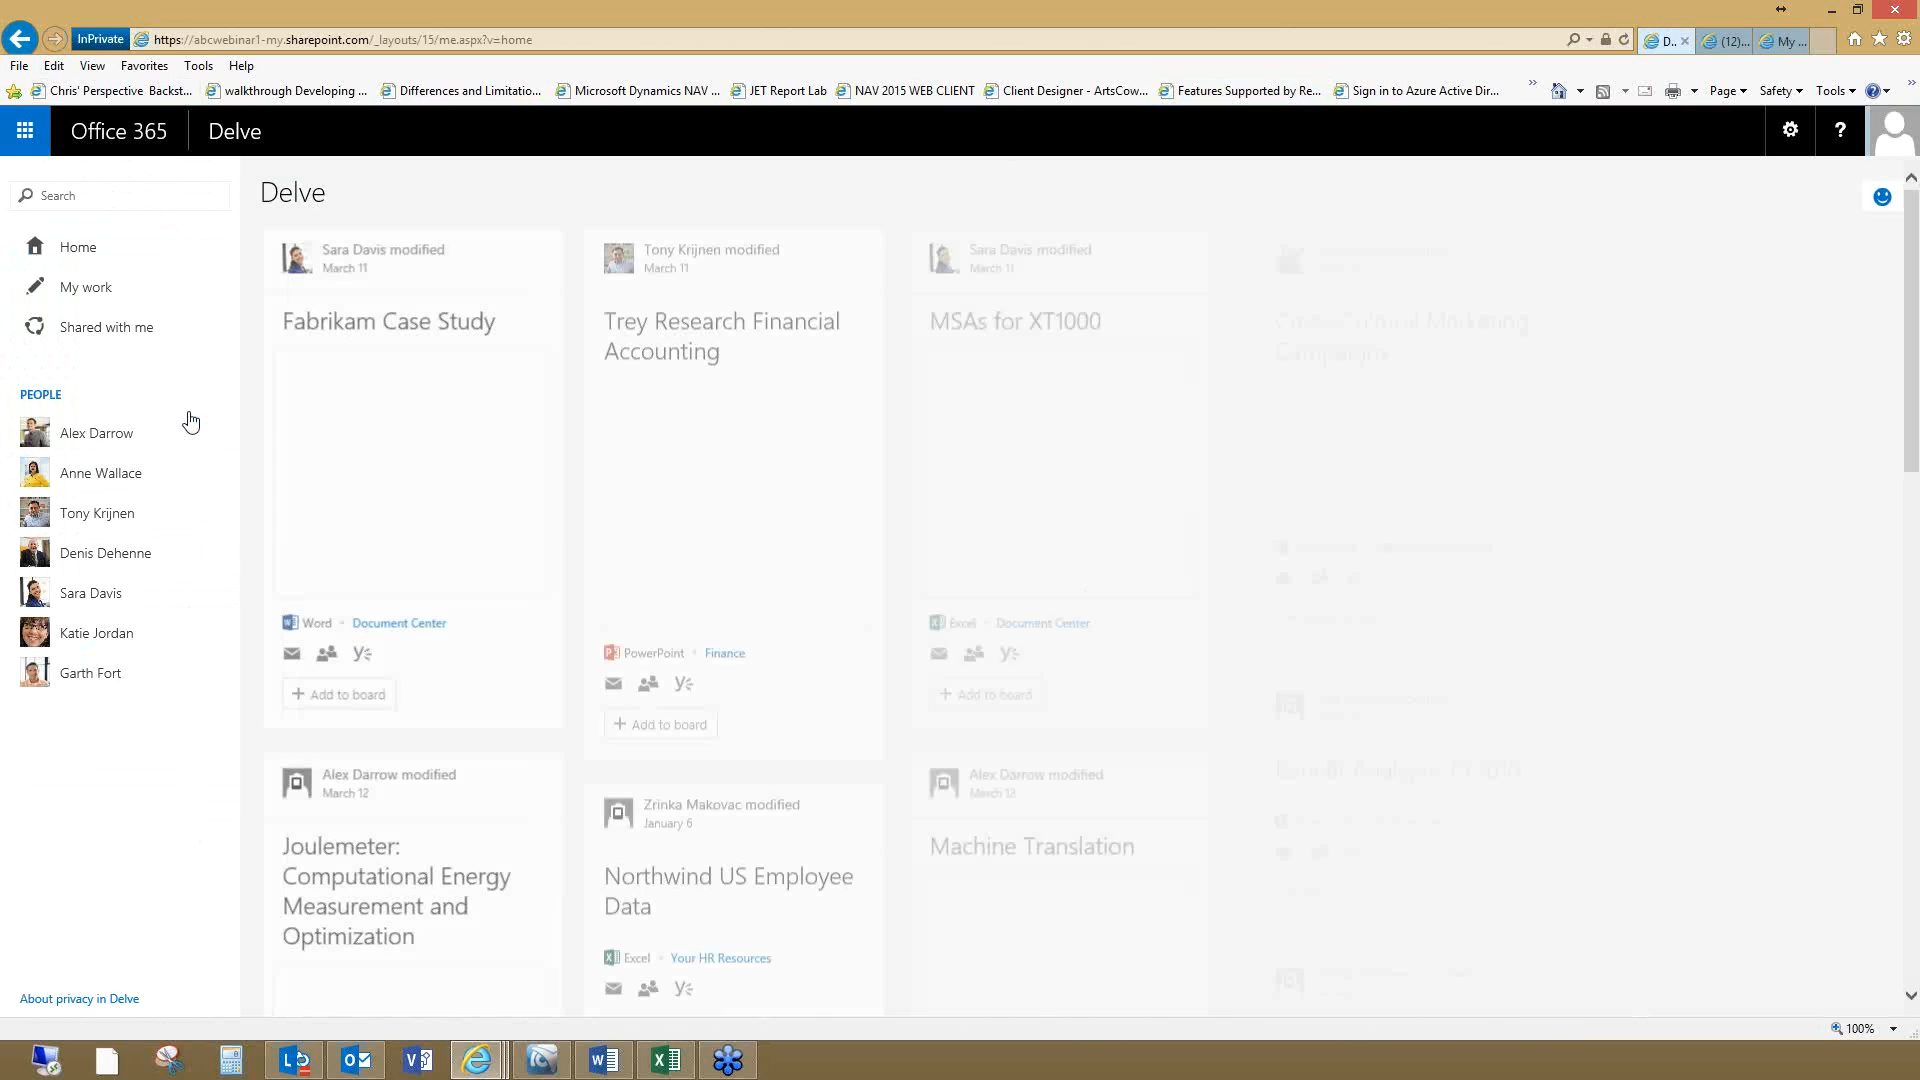 InPrivate
https://abcwebinar1-my.sharepoint.com/_layouts/15/me.aspx?v=home
D..
(12)...
My ...
File Edit View Favorites Tools Help
Chris' Perspective Backst...
walkthrough Developing ...
Differences and Limitatio...
Microsoft Dynamics NAV ...
JET Report Lab
NAV 2015 WEB CLIENT
Client Designer - ArtsCow...
Features Supported by Re...
Sign in to Azure Active Dir...
Page Safety Tools
Office 365
Delve
Search
Home
My work
Shared with me
PEOPLE
Alex Darrow
Anne Wallace
Tony Krijnen
Denis Dehenne
Sara Davis
Katie Jordan
Garth Fort
About privacy in Delve
Delve
Sara Davis modified
March 11
Fabrikam Case Study
Word • Document Center
+ Add to board
Tony Krijnen modified
March 11
Trey Research Financial
Accounting
PowerPoint • Finance
+ Add to board
Sara Davis modified
March 11
MSAs for XT1000
Excel • Document Center
+ Add to board
Cross Cultural Marketing
Campaigns
Alex Darrow modified
March 12
Joulemeter:
Computational Energy
Measurement and
Optimization
Zrinka Makovac modified
January 6
Northwind US Employee
Data
Excel • Your HR Resources
Alex Darrow modified
March 12
Machine Translation
100%